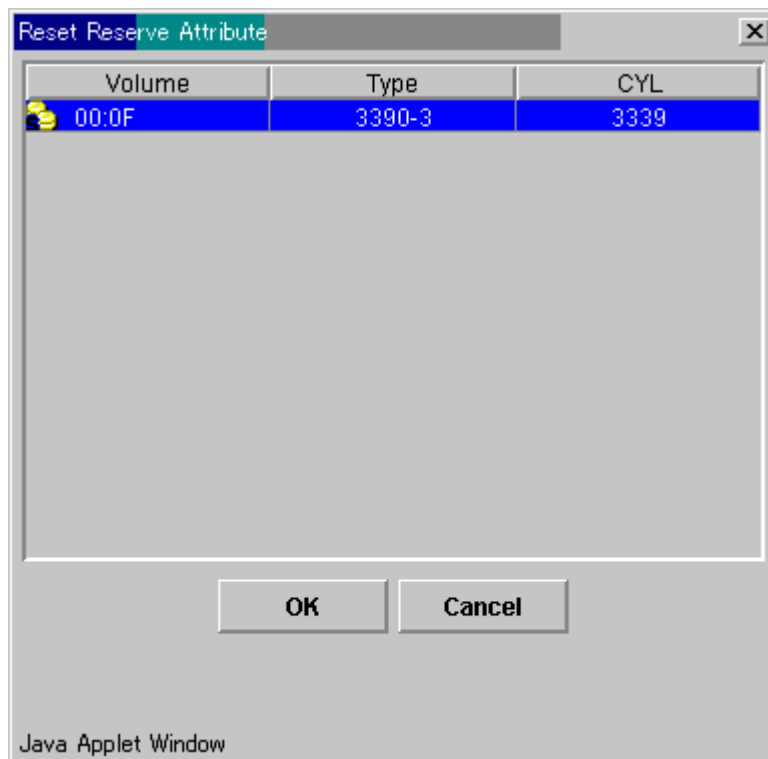 Reset Reserve Attribute
Volume Type CYL
00:0F 3390-3 3339
OK Cancel
Java Applet Window